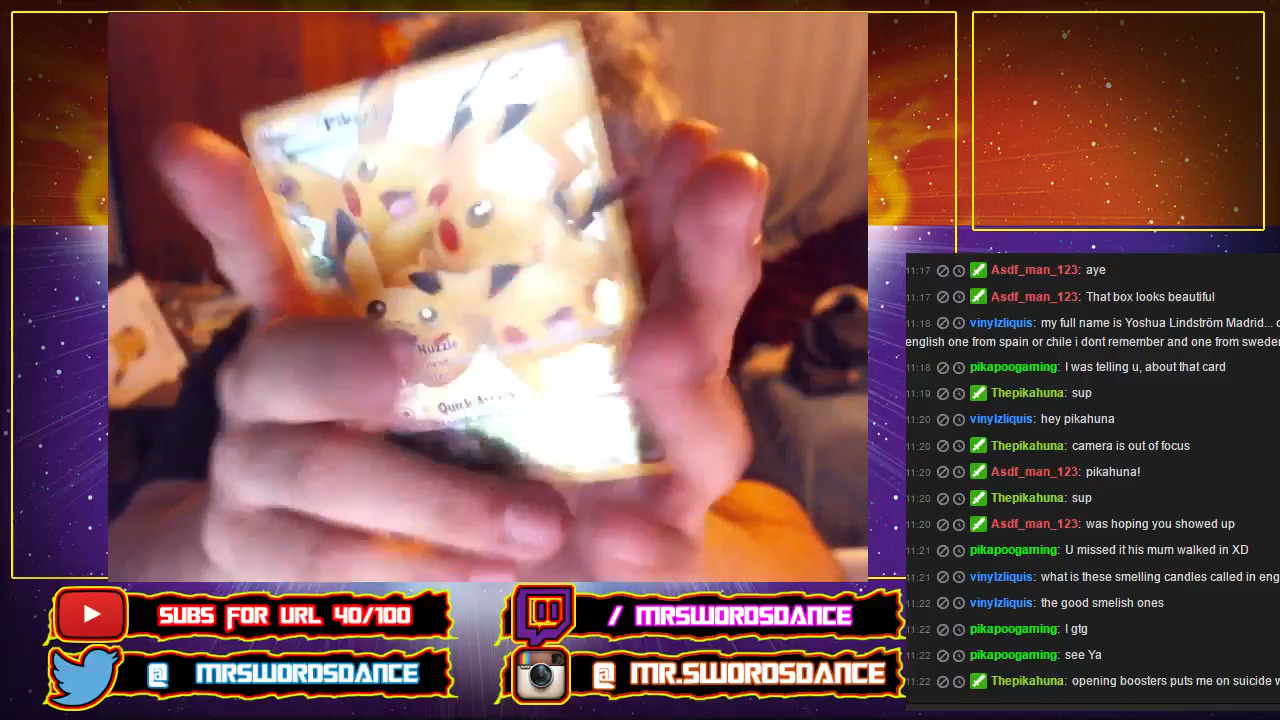 Nuzzle
11:17 Asdf_man_123: aye
11:17 Asdf_man_123: That box looks beautiful
11:18 vinylzliquis: my full name is Yoshua Lindström Madrid...
english one from spain or chile i dont remember and one from
11:18 pikapoogaming: I was telling u, about that card
11:19 Thepikahuna: sup
11:20 vinylzliquis: hey pikahuna
11:20 Thepikahuna: camera is out of focus
11:20 Asdf_man_123: pikahuna!
11:20 Thepikahuna: sup
11:20 Asdf_man_123: was hoping you showed up
11:21 pikapoogaming: U missed it his mum walked in XD
11:21 vinylzliquis: what is these smelling candles called in eng
11:22 vinylzliquis: the good smelish ones
11:22 pikapoogaming: I gtg
11:22 pikapoogaming: see Ya
11:22 Thepikahuna: opening boosters puts me on suicide
SUBS FOR URL 40/100
/ MRSWORDSDANCE
@ MRSWORDSDANCE
@ MR.SWORDSDANCE